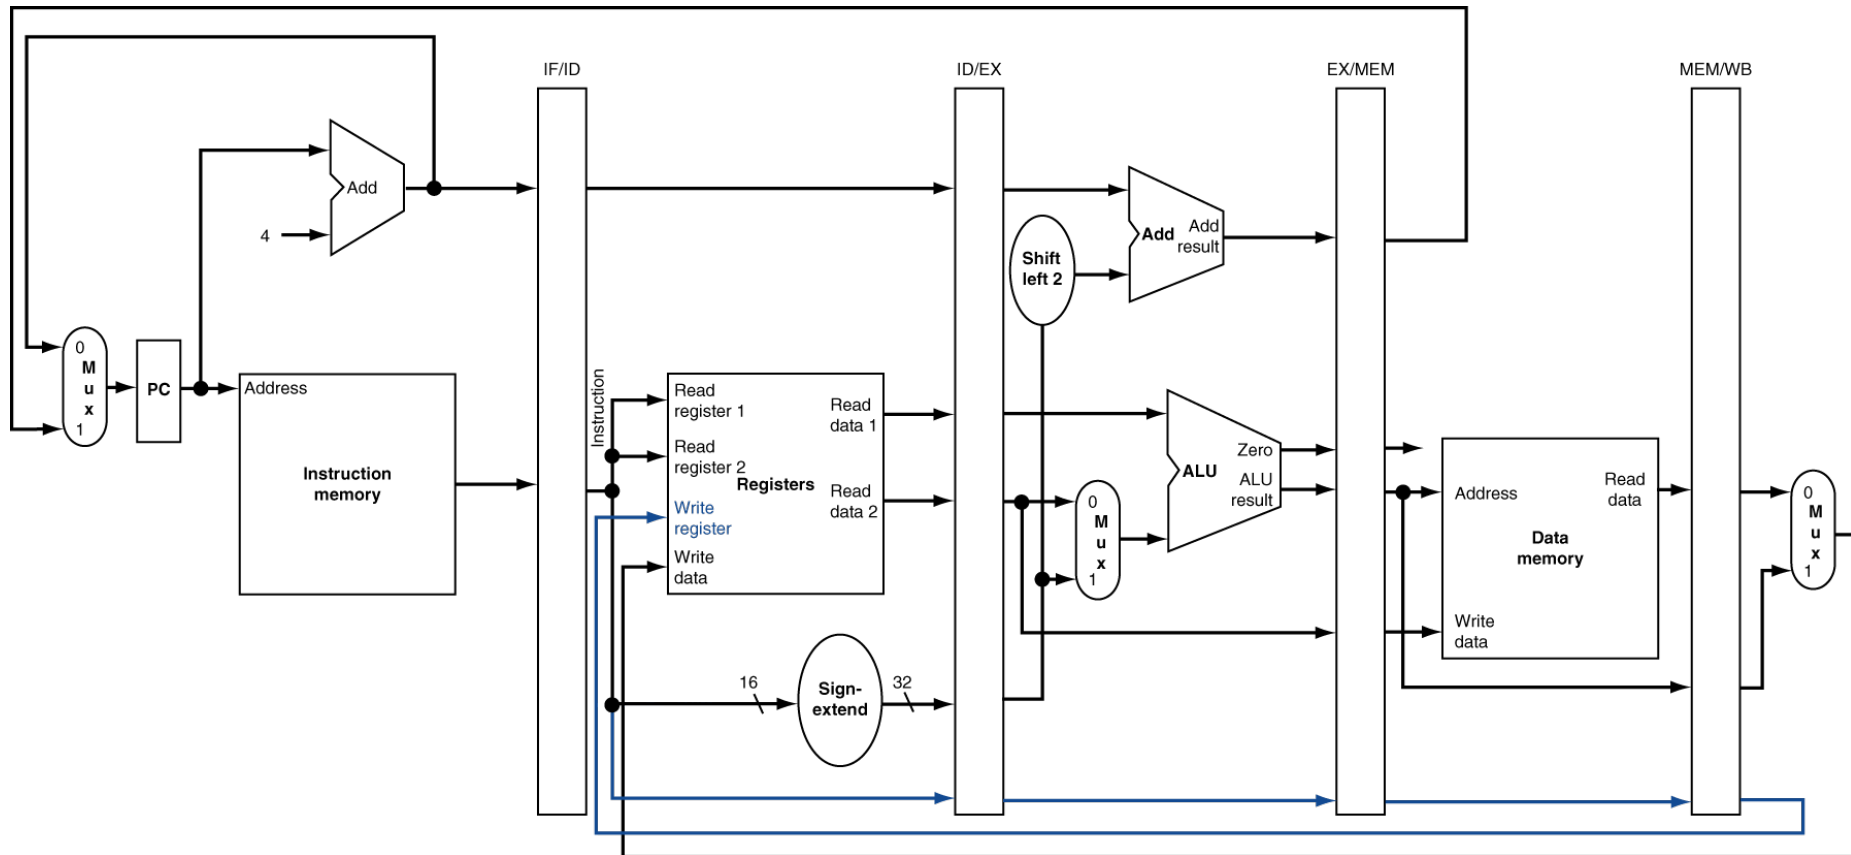 IF/ID
ID/EX
EX/MEM
MEM/WB
Add
4
Add
Add
result
Shift
left 2
0
M
u
x
1
PC
Address
Instruction
memory
Instruction
Read
register 1
Read
register 2
Registers
Write
register
Write
data
Read
data 1
Read
data 2
16
Sign-
extend
32
0
M
u
x
1
Zero
ALU
ALU
result
Address
Read
data
Data
memory
Write
data
0
M
u
x
1